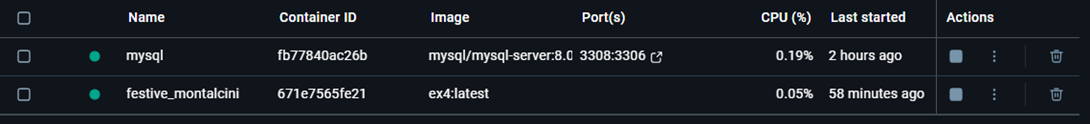 Name Container ID Image Port(s) CPU (%) Last started Actions
mysql fb77840ac26b mysql/mysql-server:8.0 3308:3306 0.19% 2 hours ago
festive_montalcini 671e7565fe21 ex4:latest 0.05% 58 minutes ago